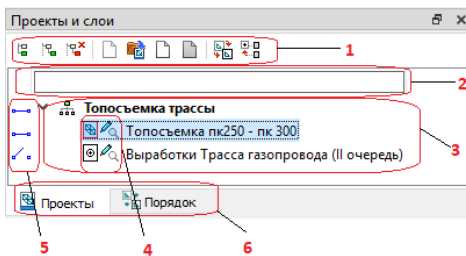 Проекты и слои
1
2
Топосъемка трассы
Топосъемка пк250 - пк 300
3
Выработки Трасса газопровода (II очередь)
Проекты
Порядок
5
4
6